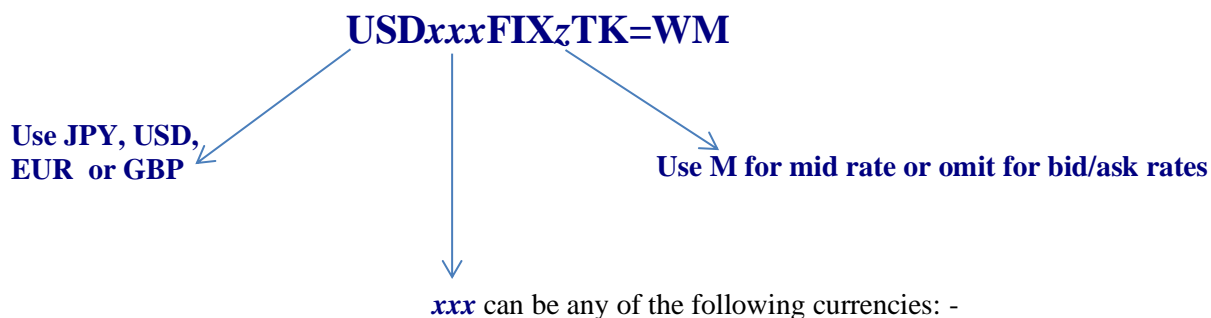 USDxxxFIXzTK=WM
Use JPY, USD,
EUR or GBP
Use M for mid rate or omit for bid/ask rates
xxx can be any of the following currencies: -